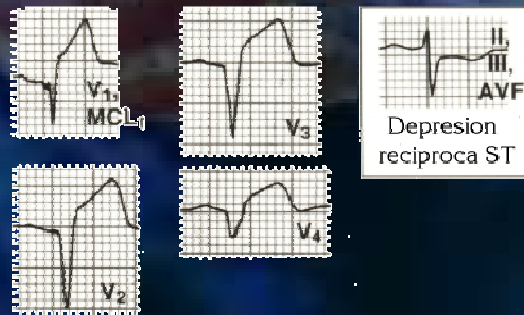 V₁,
MCL₁
V₃
II,
III,
AVF
Depresion
reciproca ST
V₂
V₄